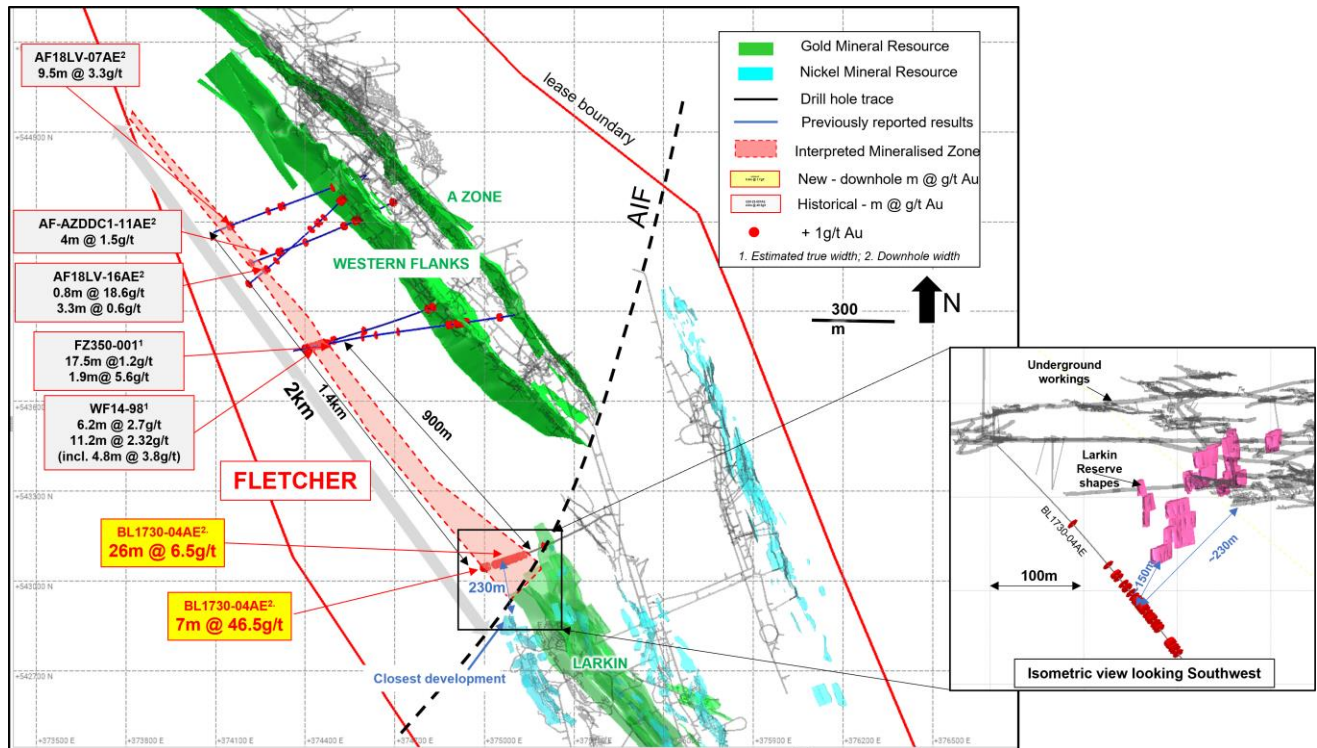 AF18LV-07AE²
9.5m @ 3.3g/t
AF-AZDDC1-11AE²
4m @ 1.5g/t
AF18LV-16AE²
0.8m @ 18.6g/t
3.3m @ 0.6g/t
FZ350-001¹
17.5m @1.2g/t
1.9m@ 5.6g/t
WF14-98¹
6.2m @ 2.7g/t
11.2m @ 2.32g/t
(incl. 4.8m @ 3.8g/t)
BL1730-04AE²·
26m @ 6.5g/t
BL1730-04AE²·
7m @ 46.5g/t
A ZONE
WESTERN FLANKS
FLETCHER
LARKIN
2km
1.4km
900m
230m
Closest development
AIF
lease boundary
Gold Mineral Resource
Nickel Mineral Resource
Drill hole trace
Previously reported results
Interpreted Mineralised Zone
New - downhole m @ g/t Au
Historical - m @ g/t Au
+ 1g/t Au
1. Estimated true width; 2. Downhole width
300
m
N
+543300 N
+543000 N
+542700 N
+373500 E
+373800 E
+374100 E
+374400 E
+375000 E
+375900 E
+376200 E
+376500 E
Underground
workings
Larkin
Reserve
shapes
BL1730-04AE
100m
~230m
Isometric view looking Southwest